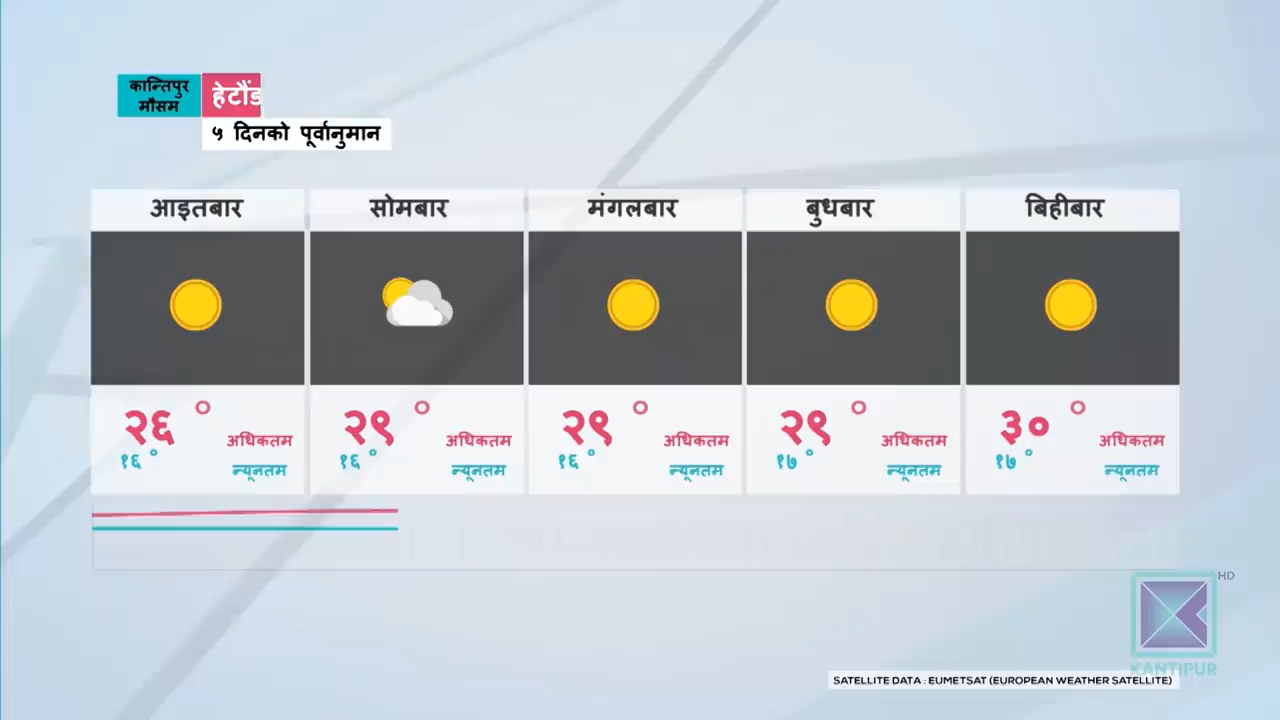 कान्तिपुर
मौसम
हेटौंड
५ दिनको पूर्वानुमान
आइतबार सोमबार मंगलबार बुधबार बिहीबार
२६° अधिकतम २९° अधिकतम २९° अधिकतम २९° अधिकतम ३०° अधिकतम
१६° न्यूनतम १६° न्यूनतम १६° न्यूनतम १७° न्यूनतम १७° न्यूनतम
HD
KANTIPUR
SATELLITE DATA : EUMETSAT (EUROPEAN WEATHER SATELLITE)